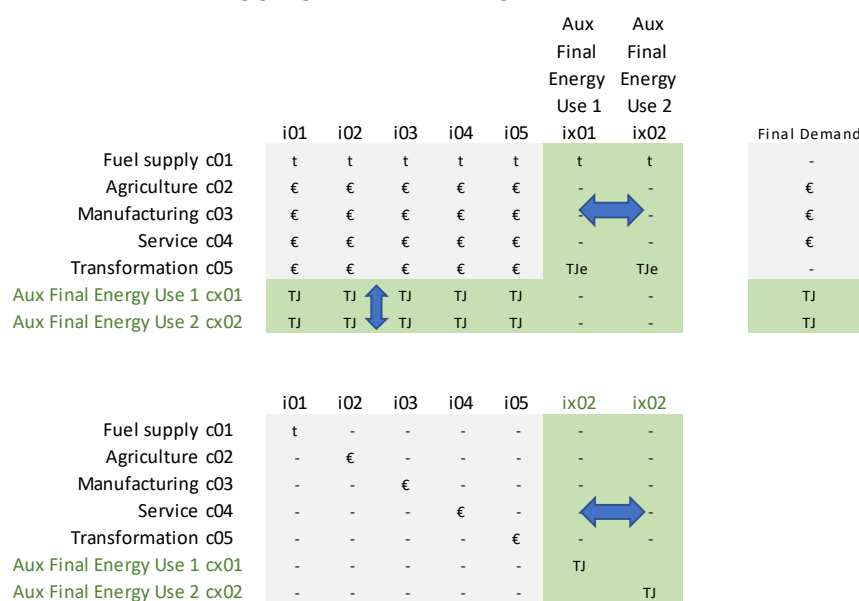 Aux Aux
Final Final
Energy Energy
Use 1 Use 2
i01 i02 i03 i04 i05 ix01 ix02 Final Demand
Fuel supply c01 t t t t t t t -
Agriculture c02 € € € € € - - €
Manufacturing c03 € € € € € - - €
Service c04 € € € € € - - €
Transformation c05 € € € € € TJe TJe -
Aux Final Energy Use 1 cx01 TJ TJ TJ TJ TJ - - TJ
Aux Final Energy Use 2 cx02 TJ TJ TJ TJ TJ - - TJ
i01 i02 i03 i04 i05 ix02 ix02
Fuel supply c01 t - - - - - -
Agriculture c02 - € - - - - -
Manufacturing c03 - - € - - - -
Service c04 - - - € - - -
Transformation c05 - - - - € - -
Aux Final Energy Use 1 cx01 - - - - - TJ
Aux Final Energy Use 2 cx02 - - - - - TJ